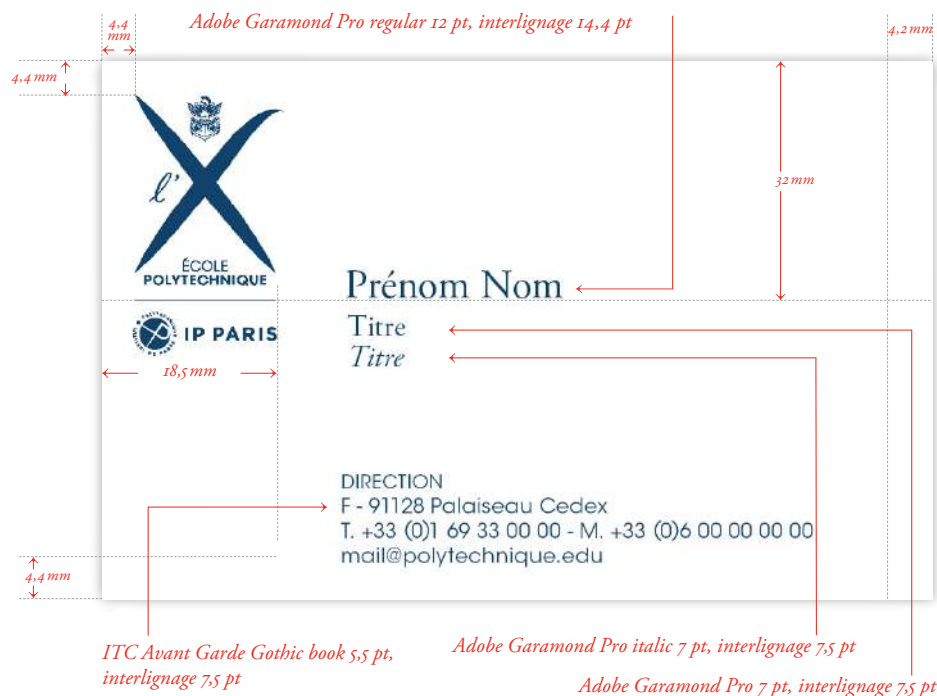 4,4
mm
Adobe Garamond Pro regular 12 pt, interlignage 14,4 pt
4,2 mm
4,4 mm
32 mm
l'X
ÉCOLE
POLYTECHNIQUE
Prénom Nom
IP PARIS
Titre
Titre
18,5 mm
DIRECTION
F - 91128 Palaiseau Cedex
T. +33 (0)1 69 33 00 00 - M. +33 (0)6 00 00 00 00
mail@polytechnique.edu
4,4 mm
ITC Avant Garde Gothic book 5,5 pt,
interlignage 7,5 pt
Adobe Garamond Pro italic 7 pt, interlignage 7,5 pt
Adobe Garamond Pro 7 pt, interlignage 7,5 pt